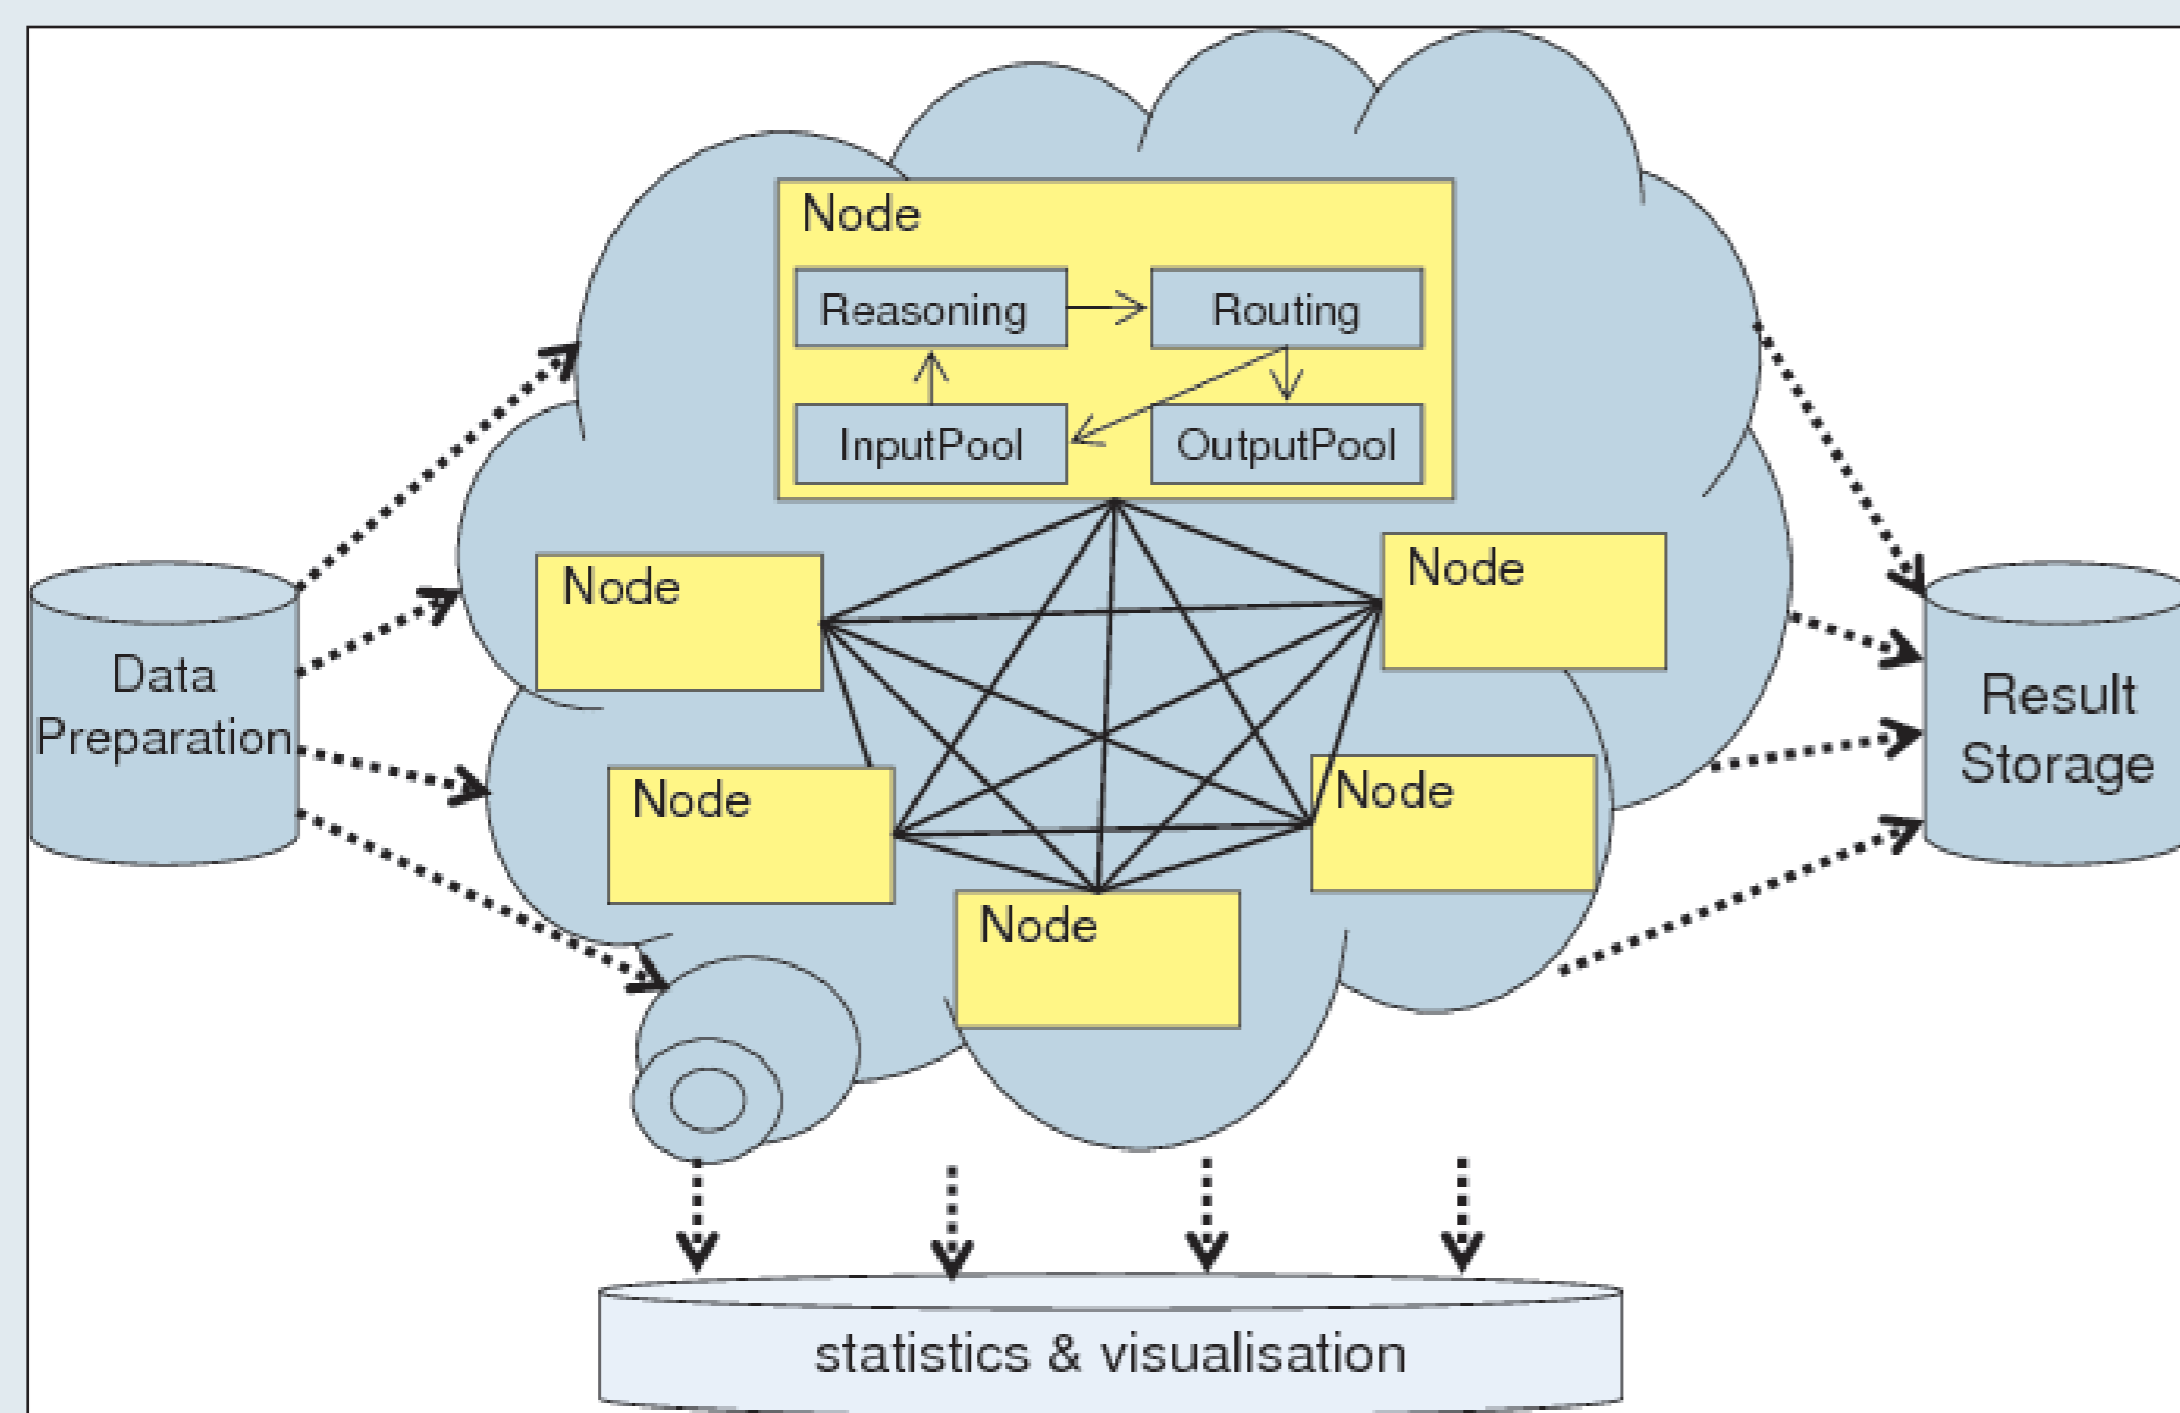 Node
Reasoning
Routing
InputPool
OutputPool
Node
Node
Data
Preparation
Result
Storage
Node
Node
Node
statistics & visualisation